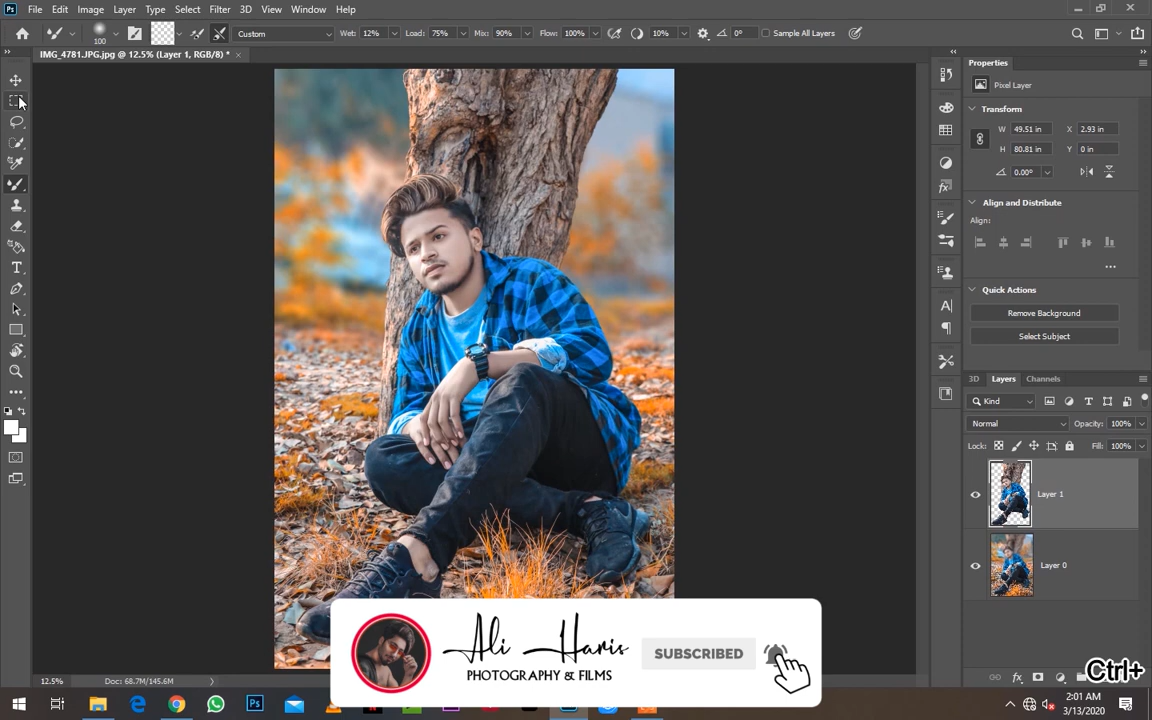 Ps File Edit Image Layer Type Select Filter 3D View Window Help
100 Custom Wet: 12% Load: 75% Mix: 90% Flow: 100% 10% 0° Sample All Layers
IMG_4781.JPG.jpg @ 12.5% (Layer 1, RGB/8) *
Properties
Pixel Layer
Transform
W 49.51 in X 2.93 in
H 80.81 in Y 0 in
0.00°
Align and Distribute
Align:
Quick Actions
Remove Background
Select Subject
3D Layers Channels
Kind
Normal Opacity: 100%
Lock: Fill: 100%
Layer 1
Layer 0
Ali Haris
PHOTOGRAPHY & FILMS
SUBSCRIBED
Ctrl+
12.5% Doc: 68.7M/145.6M
2:01 AM
3/13/2020